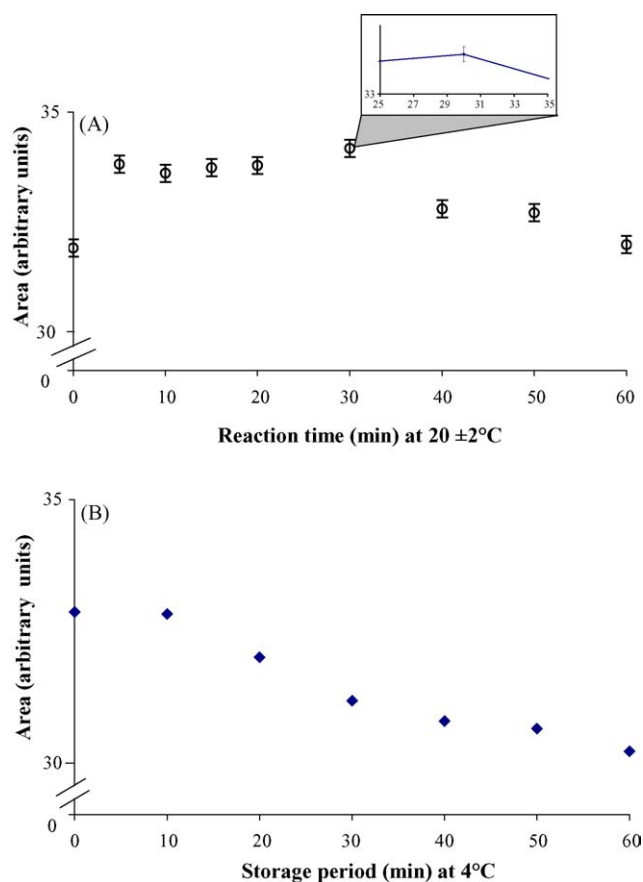 33
25 27 29 31 33 35
35
(A)
Area (arbitrary units)
30
0
0 10 20 30 40 50 60
Reaction time (min) at 20 ±2°C
35
(B)
Area (arbitrary units)
30
0
0 10 20 30 40 50 60
Storage period (min) at 4°C